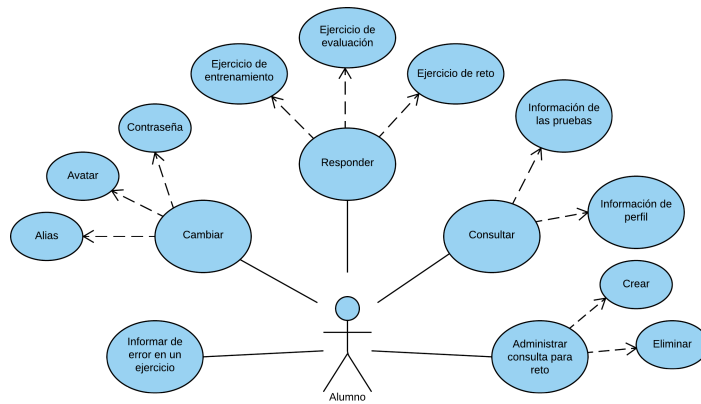 Ejercicio de
evaluación
Ejercicio de
entrenamiento
Ejercicio de reto
Información de
las pruebas
Contraseña
Responder
Avatar
Información de
perfil
Alias
Cambiar
Consultar
Crear
Informar de
error en un
ejercicio
Administrar
consulta para
reto
Eliminar
Alumno